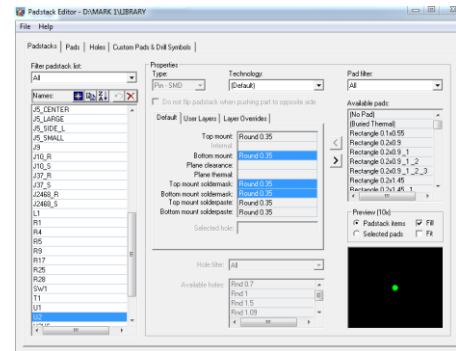 Padstack Editor - D:\MARK 1\LIBRARY
File Help
Padstacks Pads Holes Custom Pads & Drill Symbols
Filter padstack list:
All
Names:
J5_CENTER
J5_LARGE
J5_SIDE_L
J5_SMALL
J9
J10_R
J10_S
J37_R
J37_S
J2468_R
J2468_S
L1
R1
R4
R5
R9
R17
R25
R28
SW1
T1
U1
U2
Properties
Type:
Pin - SMD
Technology:
(Default)
Do not flip padstack when pushing part to opposite side
Default User Layers Layer Overrides
Top mount: Round 0.35
Internal:
Bottom mount: Round 0.35
Plane clearance:
Plane thermal:
Top mount soldermask: Round 0.35
Bottom mount soldermask: Round 0.35
Top mount solderpaste: Round 0.35
Bottom mount solderpaste: Round 0.35
Selected hole:
Hole filter: All
Available holes: Rnd 0.7
Rnd 1
Rnd 1.5
Rnd 1.09
Pad filter:
All
Available pads:
(No Pad)
(Buried Thermal)
Rectangle 0.1x0.55
Rectangle 0.2x0.9
Rectangle 0.2x0.9_1
Rectangle 0.2x0.9_1_2
Rectangle 0.2x0.9_1_2_3
Rectangle 0.2x1.45
Rectangle 0.2x1.45_1
Preview (10x)
Padstack items Fill
Selected pads Fit